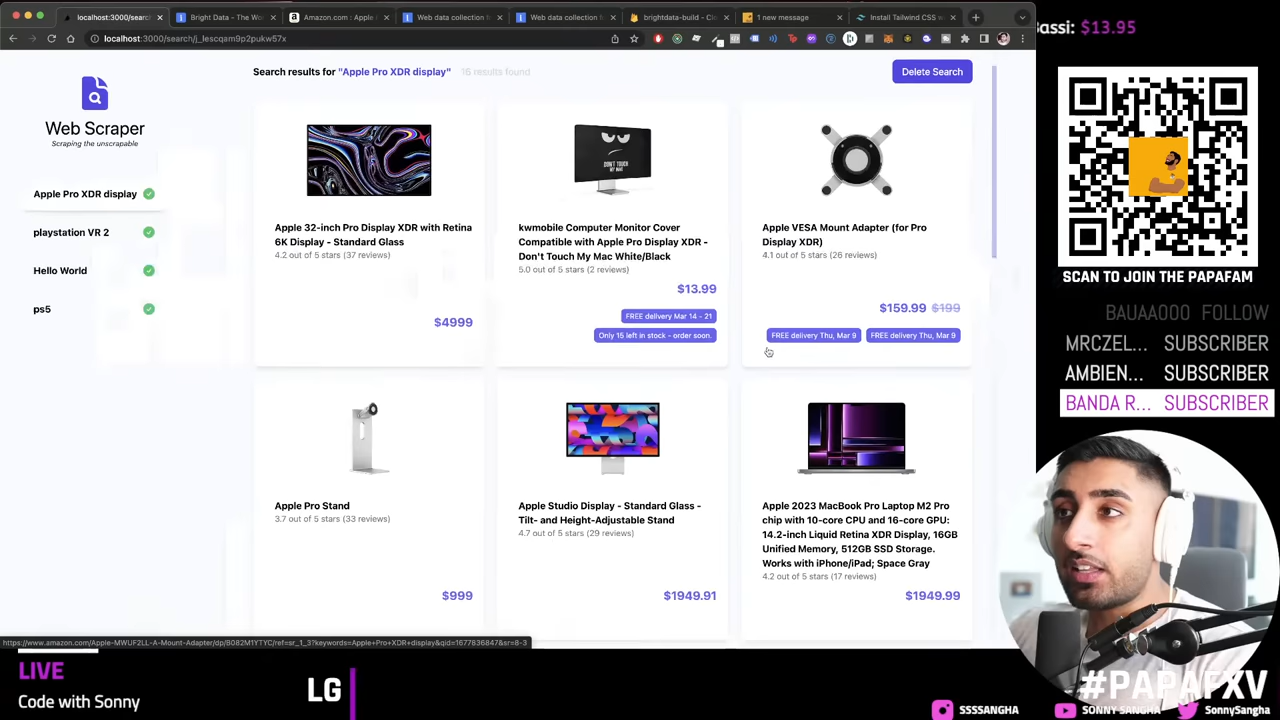 localhost:3000/searc
Bright Data - The Wo
Amazon.com : Apple
Web data collection
Web data collection
brightdata-build - Clo
1 new message
Install Tailwind CSS w
localhost:3000/search/j_lescqam9p2pukw57x
Web Scraper
Scraping the unscrapable
Apple Pro XDR display
playstation VR 2
Hello World
ps5
Search results for "Apple Pro XDR display"
16 results found
Delete Search
Apple 32-inch Pro Display XDR with Retina
6K Display - Standard Glass
4.2 out of 5 stars (37 reviews)
$4999
DON'T TOUCH
MY MAC
kwmobile Computer Monitor Cover
Compatible with Apple Pro Display XDR -
Don't Touch My Mac White/Black
5.0 out of 5 stars (2 reviews)
$13.99
FREE delivery Mar 14 - 21
Only 15 left in stock - order soon.
Apple VESA Mount Adapter (for Pro
Display XDR)
4.1 out of 5 stars (26 reviews)
$159.99 $199
FREE delivery Thu, Mar 9
FREE delivery Thu, Mar 9
Apple Pro Stand
3.7 out of 5 stars (33 reviews)
$999
Apple Studio Display - Standard Glass -
Tilt- and Height-Adjustable Stand
4.7 out of 5 stars (29 reviews)
$1949.91
Apple 2023 MacBook Pro Laptop M2 Pro
chip with 10-core CPU and 16-core GPU:
14.2-inch Liquid Retina XDR Display, 16GB
Unified Memory, 512GB SSD Storage.
Works with iPhone/iPad; Space Gray
4.2 out of 5 stars (17 reviews)
$1949.99
https://www.amazon.com/Apple-MWUF2LL-A-Mount-Adapter/dp/B082M1YTYC/ref=sr_1_3?keywords=Apple+Pro+XDR+display&qid=1677836847&sr=8-3
assi: $13.95
SCAN TO JOIN THE PAPAFAM
BAUAAOOO FOLLOW
MRCZEL... SUBSCRIBER
AMBIEN... SUBSCRIBER
BANDA R... SUBSCRIBER
LIVE
Code with Sonny
LG
#PAPAFXV
SSSSANGHA
SONNY SANGHA
SonnySangha